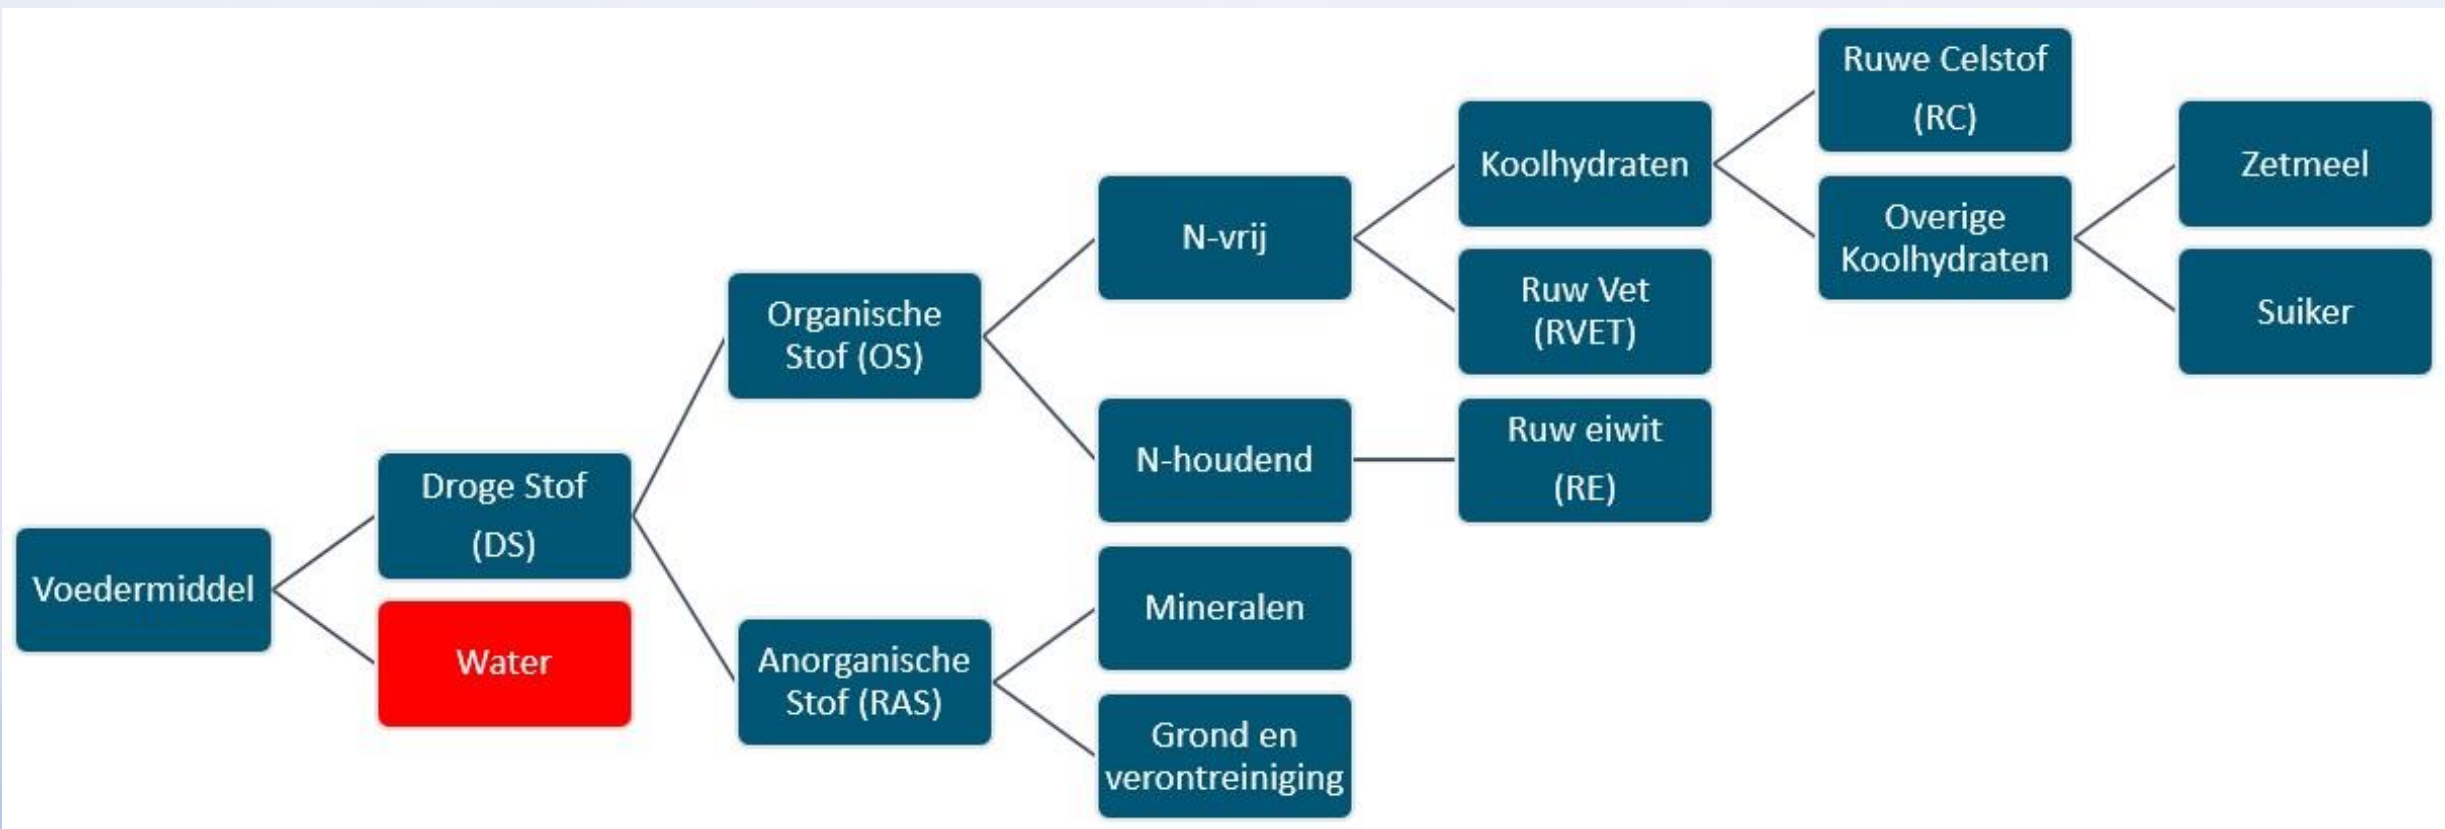 Voedermiddel
Droge Stof
(DS)
Water
Organische
Stof (OS)
Anorganische
Stof (RAS)
N-vrij
N-houdend
Mineralen
Grond en
verontreiniging
Koolhydraten
Ruw Vet
(RVET)
Ruw eiwit
(RE)
Ruwe Celstof
(RC)
Overige
Koolhydraten
Zetmeel
Suiker